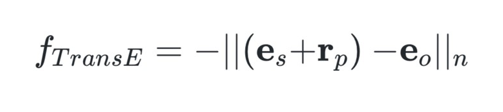 f_{TransE} = −||(e_s+r_p) −e_o||_n